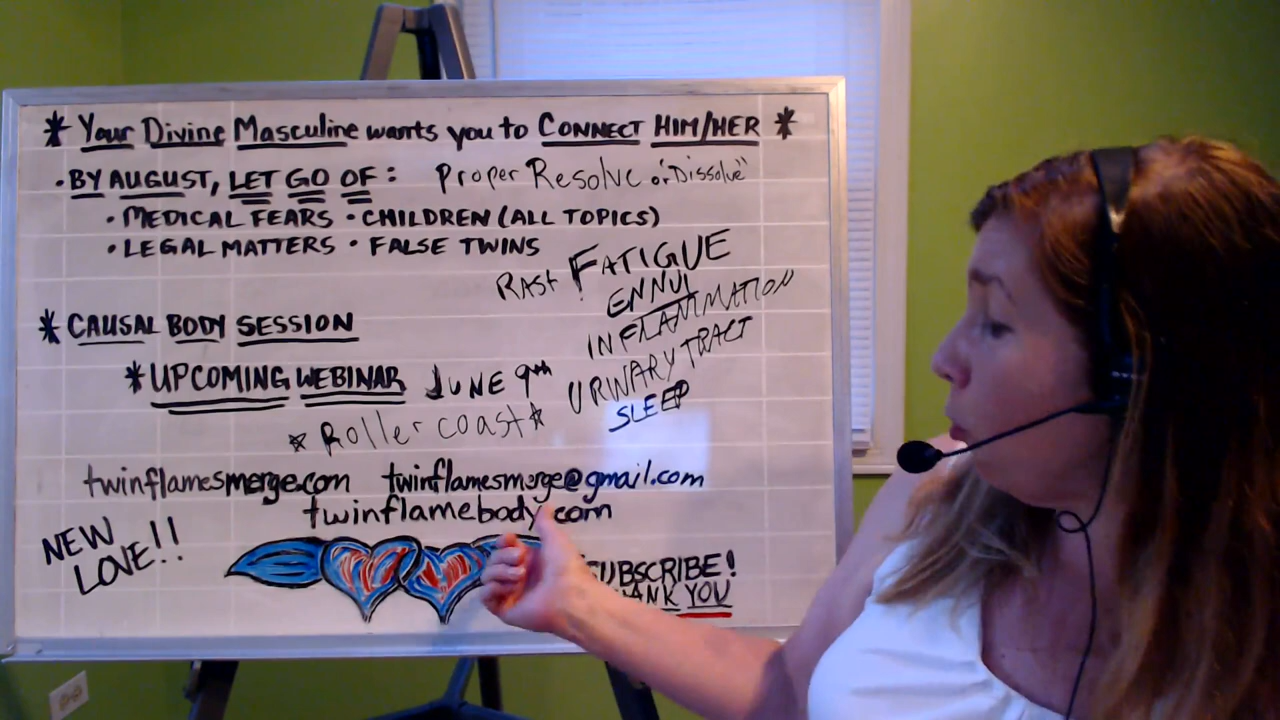 * Your Divine Masculine wants you to CONNECT HIM/HER *
• BY AUGUST, LET GO OF: Proper Resolve or "Dissolve"
• MEDICAL FEARS • CHILDREN (ALL TOPICS)
• LEGAL MATTERS • FALSE TWINS
PAST FATIGUE
ENNUI
INFLAMMATION
URINARY TRACT
SLEEP
* CAUSAL BODY SESSION
* UPCOMING WEBINAR JUNE 9th
* Roller coast *
twinflamesmerge.com twinflamesmerge@gmail.com
twinflamebody.com
NEW
LOVE!!
SUBSCRIBE!
THANK YOU